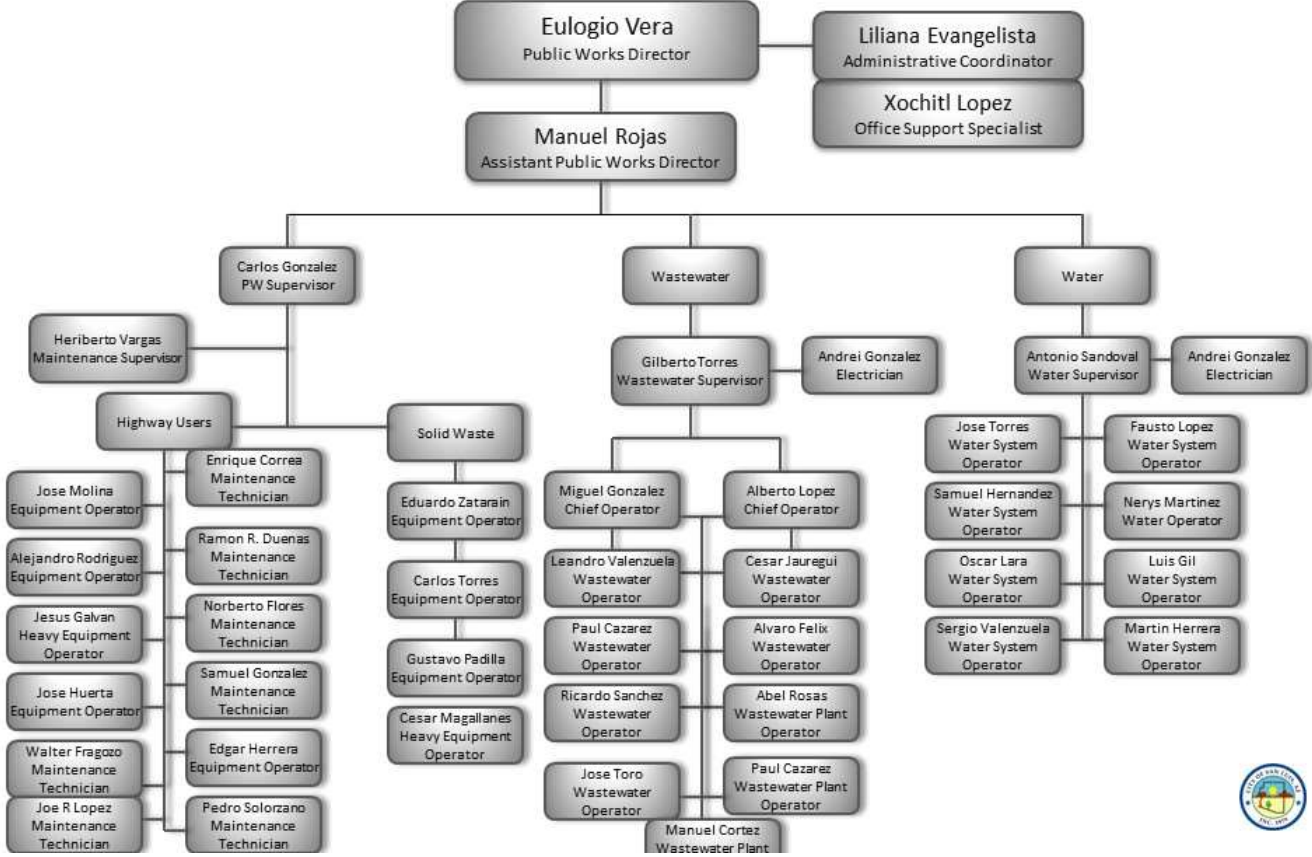 Eulogio Vera
Public Works Director
Liliana Evangelista
Administrative Coordinator
Xochitl Lopez
Office Support Specialist
Manuel Rojas
Assistant Public Works Director
Carlos Gonzalez
PW Supervisor
Wastewater
Water
Heriberto Vargas
Maintenance Supervisor
Gilberto Torres
Wastewater Supervisor
Andrei Gonzalez
Electrician
Antonio Sandoval
Water Supervisor
Andrei Gonzalez
Electrician
Highway Users
Solid Waste
Jose Molina
Equipment Operator
Alejandro Rodriguez
Equipment Operator
Jesus Galvan
Heavy Equipment
Operator
Jose Huerta
Equipment Operator
Walter Fragozo
Maintenance
Technician
Joe R Lopez
Maintenance
Technician
Enrique Correa
Maintenance
Technician
Ramon R. Duenas
Maintenance
Technician
Norberto Flores
Maintenance
Technician
Samuel Gonzalez
Maintenance
Technician
Edgar Herrera
Equipment Operator
Pedro Solorzano
Maintenance
Technician
Eduardo Zatarain
Equipment Operator
Carlos Torres
Equipment Operator
Gustavo Padilla
Equipment Operator
Cesar Magallanes
Heavy Equipment
Operator
Miguel Gonzalez
Chief Operator
Alberto Lopez
Chief Operator
Leandro Valenzuela
Wastewater
Operator
Paul Cazarez
Wastewater
Operator
Ricardo Sanchez
Wastewater
Operator
Jose Toro
Wastewater
Operator
Cesar Jauregui
Wastewater
Operator
Alvaro Felix
Wastewater
Operator
Abel Rosas
Wastewater Plant
Operator
Paul Cazarez
Wastewater Plant
Operator
Manuel Cortez
Wastewater Plant
Jose Torres
Water System
Operator
Samuel Hernandez
Water System
Operator
Oscar Lara
Water System
Operator
Sergio Valenzuela
Water System
Operator
Fausto Lopez
Water System
Operator
Nerys Martinez
Water Operator
Luis Gil
Water System
Operator
Martin Herrera
Water System
Operator
CITY OF SAN LUIS, AZ
INC. 1979